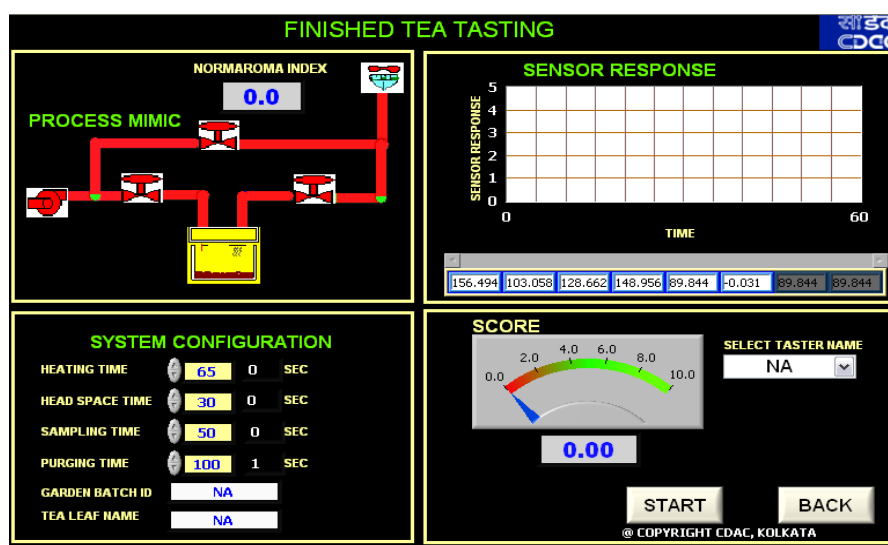 FINISHED TEA TASTING
CDAC
NORMAROMA INDEX
0.0
PROCESS MIMIC
SENSOR RESPONSE
SENSOR RESPONSE
5
4
3
2
1
0
0 60
TIME
156.494 103.058 128.662 148.956 89.844 -0.031 89.844 89.844
SYSTEM CONFIGURATION
HEATING TIME 65 0 SEC
HEAD SPACE TIME 30 0 SEC
SAMPLING TIME 50 0 SEC
PURGING TIME 100 1 SEC
GARDEN BATCH ID NA
TEA LEAF NAME NA
SCORE
0.0 2.0 4.0 6.0 8.0 10.0
0.00
SELECT TASTER NAME
NA
START BACK
@ COPYRIGHT CDAC, KOLKATA